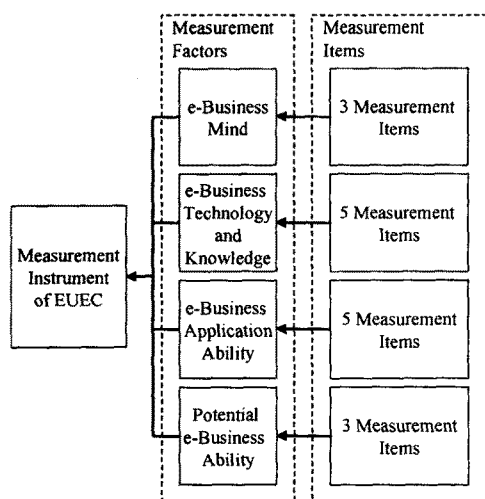 Measurement
Factors
Measurement
Items
e-Business
Mind
3 Measurement
Items
e-Business
Technology
and
Knowledge
5 Measurement
Items
Measurement
Instrument
of EUEC
e-Business
Application
Ability
5 Measurement
Items
Potential
e-Business
Ability
3 Measurement
Items